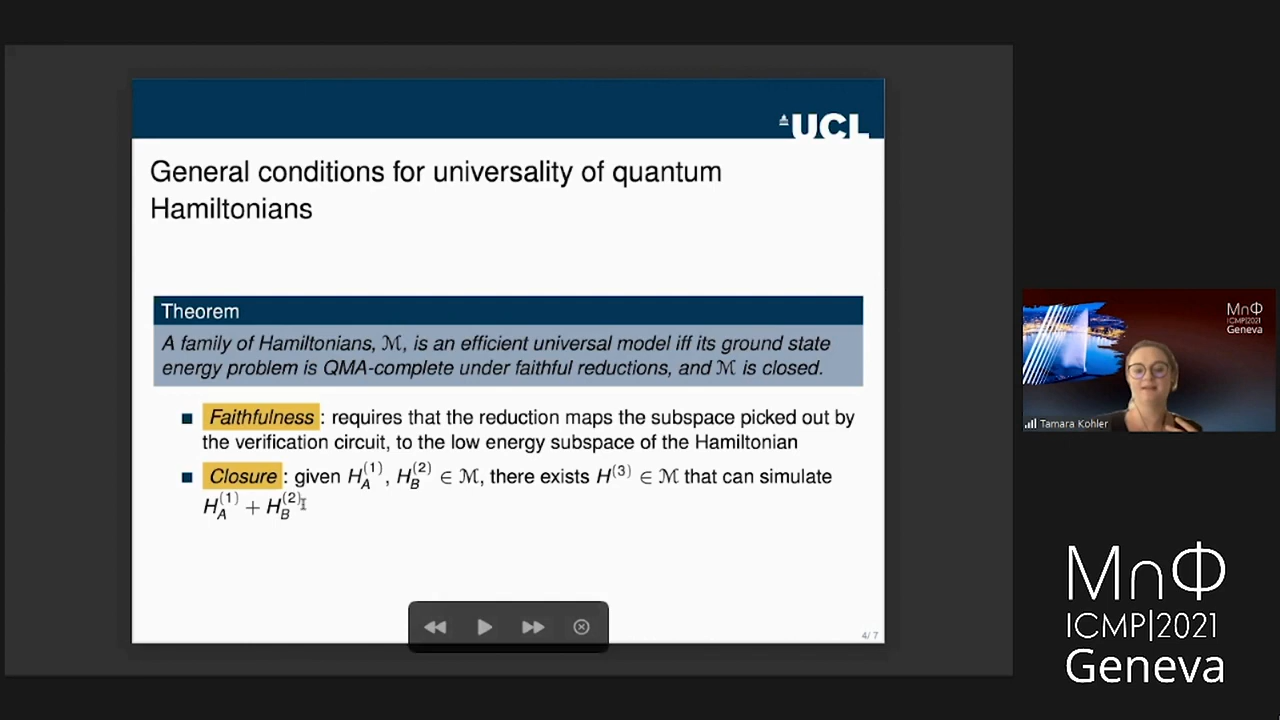 UCL
General conditions for universality of quantum
Hamiltonians
Theorem
A family of Hamiltonians, ℳ, is an efficient universal model iff its ground state
energy problem is QMA-complete under faithful reductions, and ℳ is closed.
Faithfulness: requires that the reduction maps the subspace picked out by
the verification circuit, to the low energy subspace of the Hamiltonian
Closure: given H_A^(1), H_B^(2) ∈ ℳ, there exists H^(3) ∈ ℳ that can simulate
H_A^(1) + H_B^(2)
4/7
M∩Φ
ICMP|2021
Geneva
Tamara Kohler
M∩Φ
ICMP|2021
Geneva